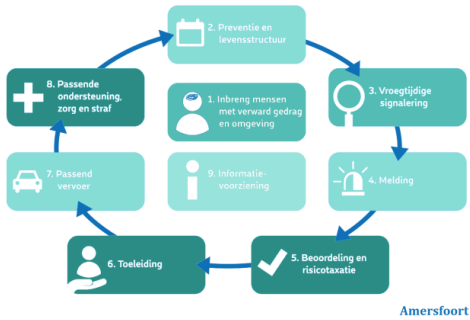 2. Preventie en
levensstructuur
3. Vroegtijdige
signalering
4. Melding
5. Beoordeling en
risicotaxatie
6. Toeleiding
7. Passend
vervoer
8. Passende
ondersteuning,
zorg en straf
1. Inbreng mensen
met verward gedrag
en omgeving
9. Informatie-
voorziening
Amersfoort